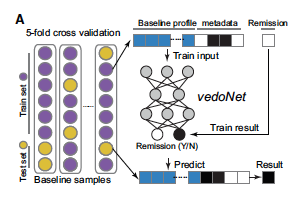 A
5-fold cross validation
Baseline profile metadata Remission
Train input
Train set
vedoNet
Train result
Remission (Y/N)
Test set
Predict
Result
Baseline samples